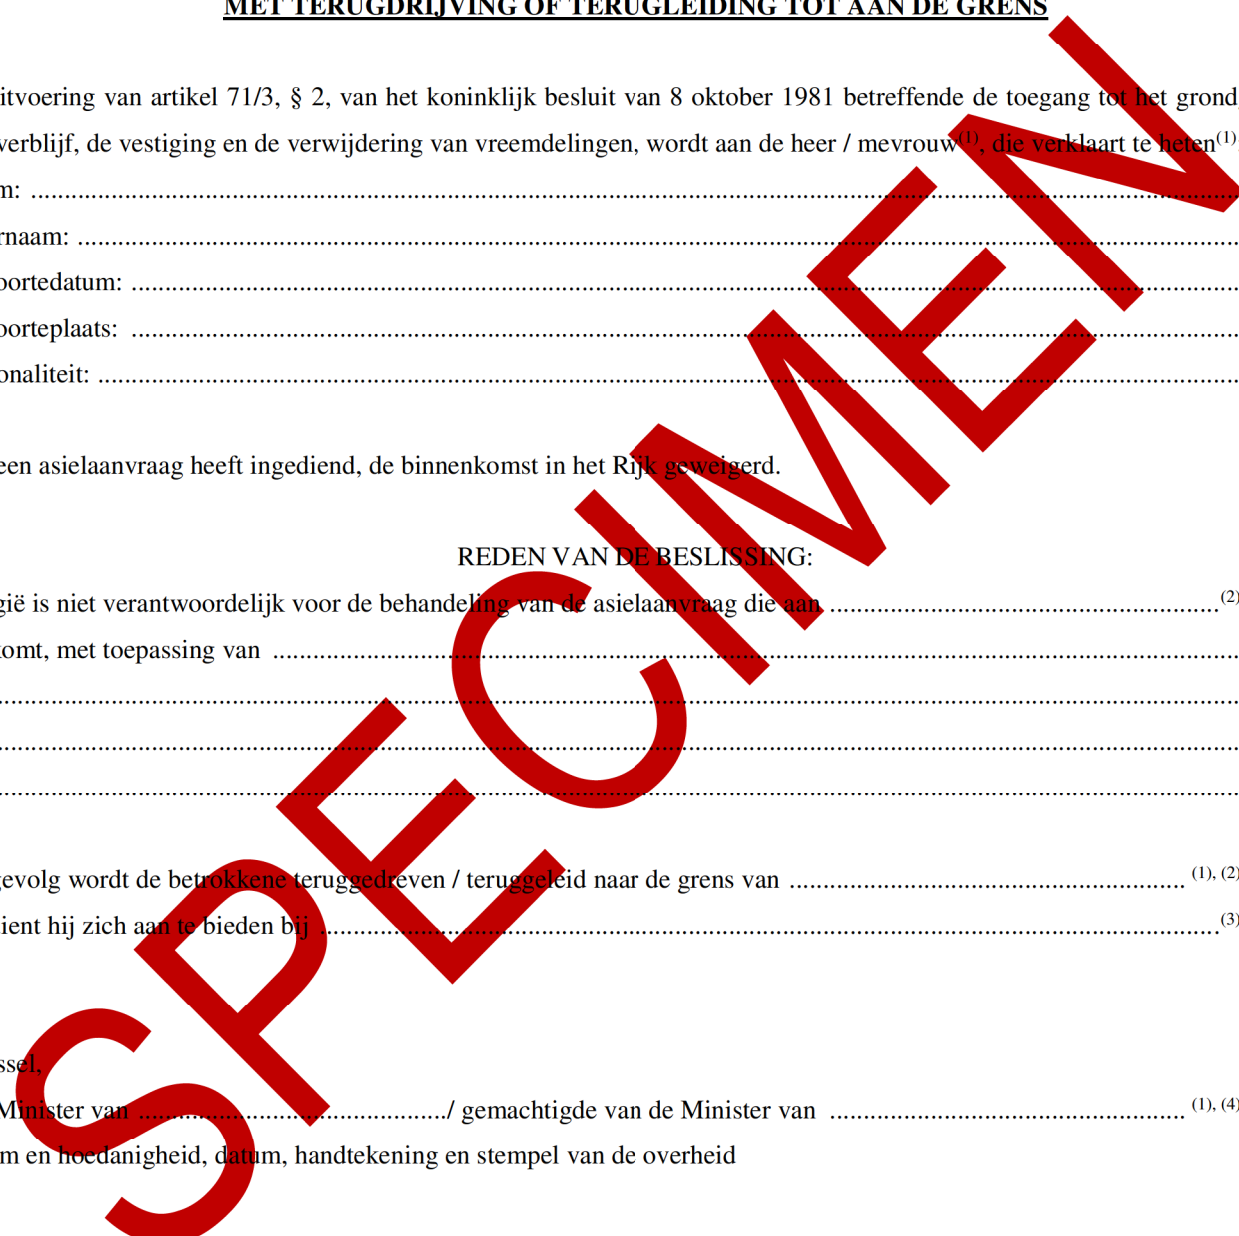 MET TERUGDRIJVING OF TERUGLEIDING TOT AAN DE GRENS
itvoering van artikel 71/3, § 2, van het koninklijk besluit van 8 oktober 1981 betreffende de toegang tot het grond
verblijf, de vestiging en de verwijdering van vreemdelingen, wordt aan de heer / mevrouw(1), die verklaart te heten(1)
m: ..........
rnaam: ..........
oortedatum: ..........
oorteplaats: ..........
onaliteit: ..........
een asielaanvraag heeft ingediend, de binnenkomst in het Rijk geweigerd.
REDEN VAN DE BESLISSING:
gië is niet verantwoordelijk voor de behandeling van de asielaanvraag die aan .......... (2)
komt, met toepassing van ..........
gevolg wordt de betrokkene teruggedreven / teruggeleid naar de grens van .......... (1), (2)
ient hij zich aan te bieden bij .......... (3)
ssel,
Minister van ........../ gemachtigde van de Minister van .......... (1), (4)
m en hoedanigheid, datum, handtekening en stempel van de overheid
SPECIMEN